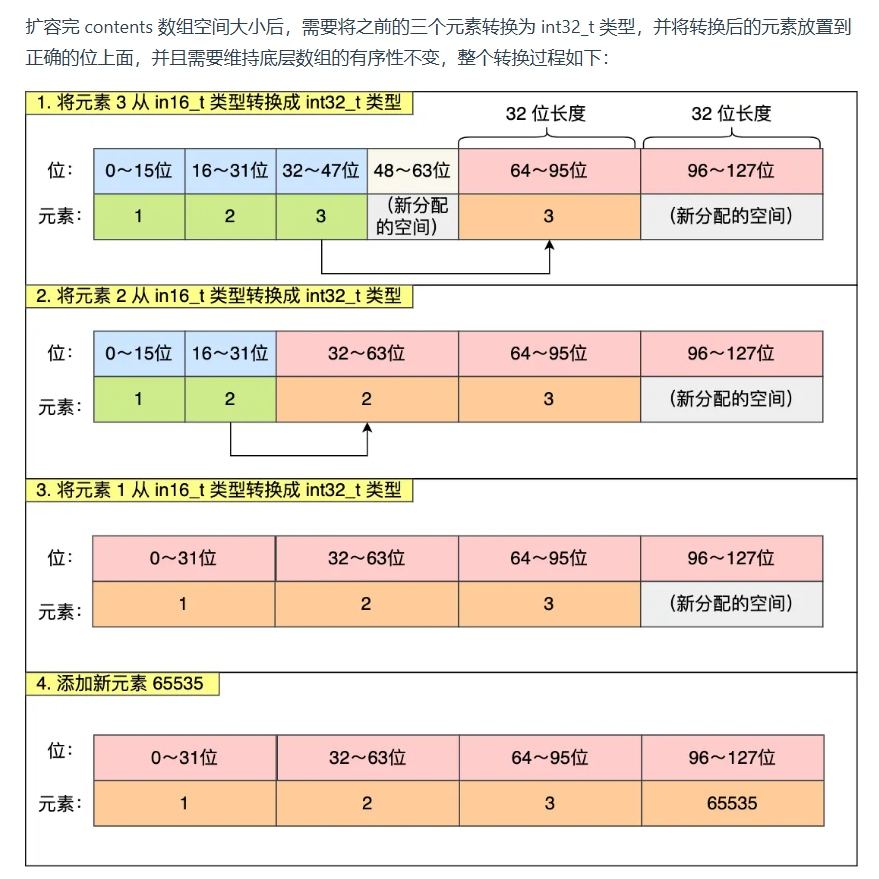 扩容完 contents 数组空间大小后，需要将之前的三个元素转换为 int32_t 类型，并将转换后的元素放置到
正确的位上面，并且需要维持底层数组的有序性不变，整个转换过程如下：
1. 将元素 3 从 in16_t 类型转换成 int32_t 类型
32 位长度 32 位长度
位： 0～15位 16～31位 32～47位 48～63位 64～95位 96～127位
元素： 1 2 3 （新分配的空间） 3 （新分配的空间）
2. 将元素 2 从 in16_t 类型转换成 int32_t 类型
位： 0～15位 16～31位 32～63位 64～95位 96～127位
元素： 1 2 2 3 （新分配的空间）
3. 将元素 1 从 in16_t 类型转换成 int32_t 类型
位： 0～31位 32～63位 64～95位 96～127位
元素： 1 2 3 （新分配的空间）
4. 添加新元素 65535
位： 0～31位 32～63位 64～95位 96～127位
元素： 1 2 3 65535